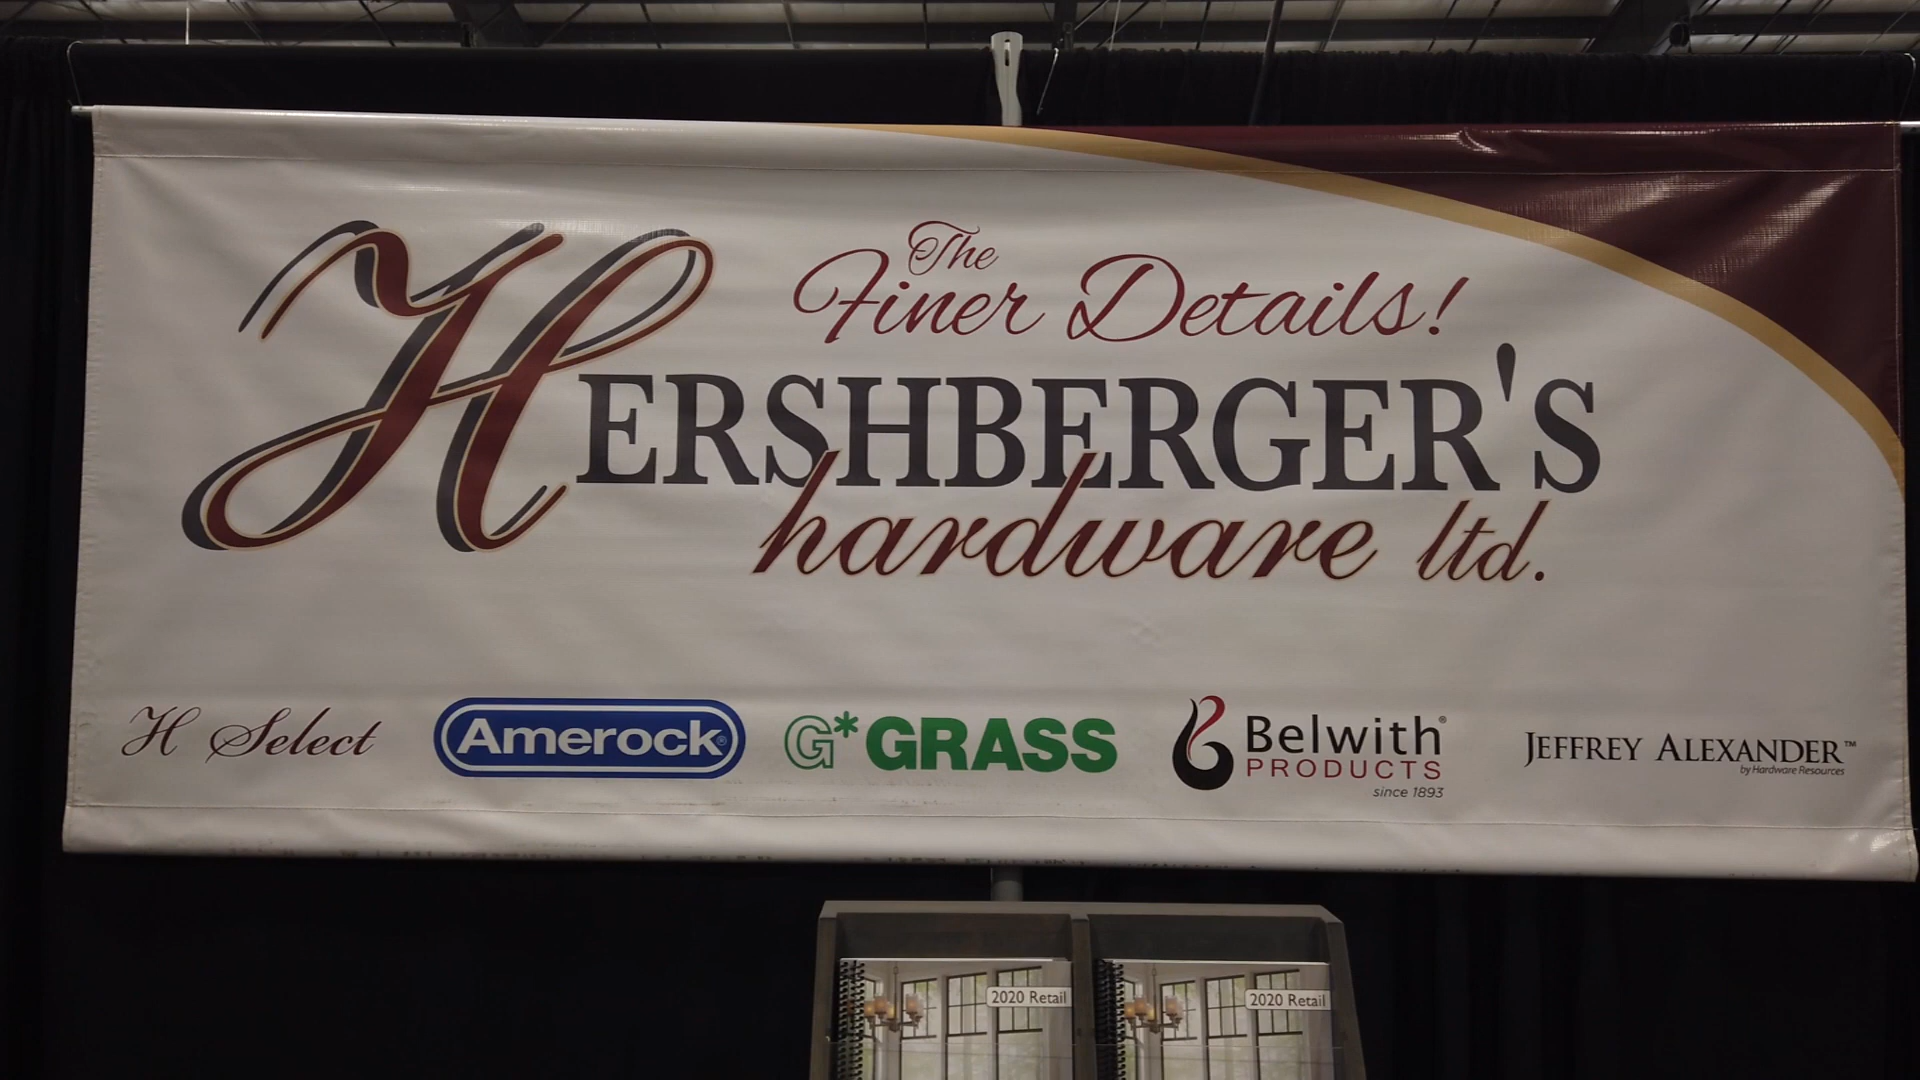 The
Finer Details!
HERSHBERGER'S
hardware ltd.
H Select
Amerock®
G* GRASS
Belwith®
PRODUCTS
since 1893
JEFFREY ALEXANDER™
by Hardware Resources
2020 Retail
2020 Retail